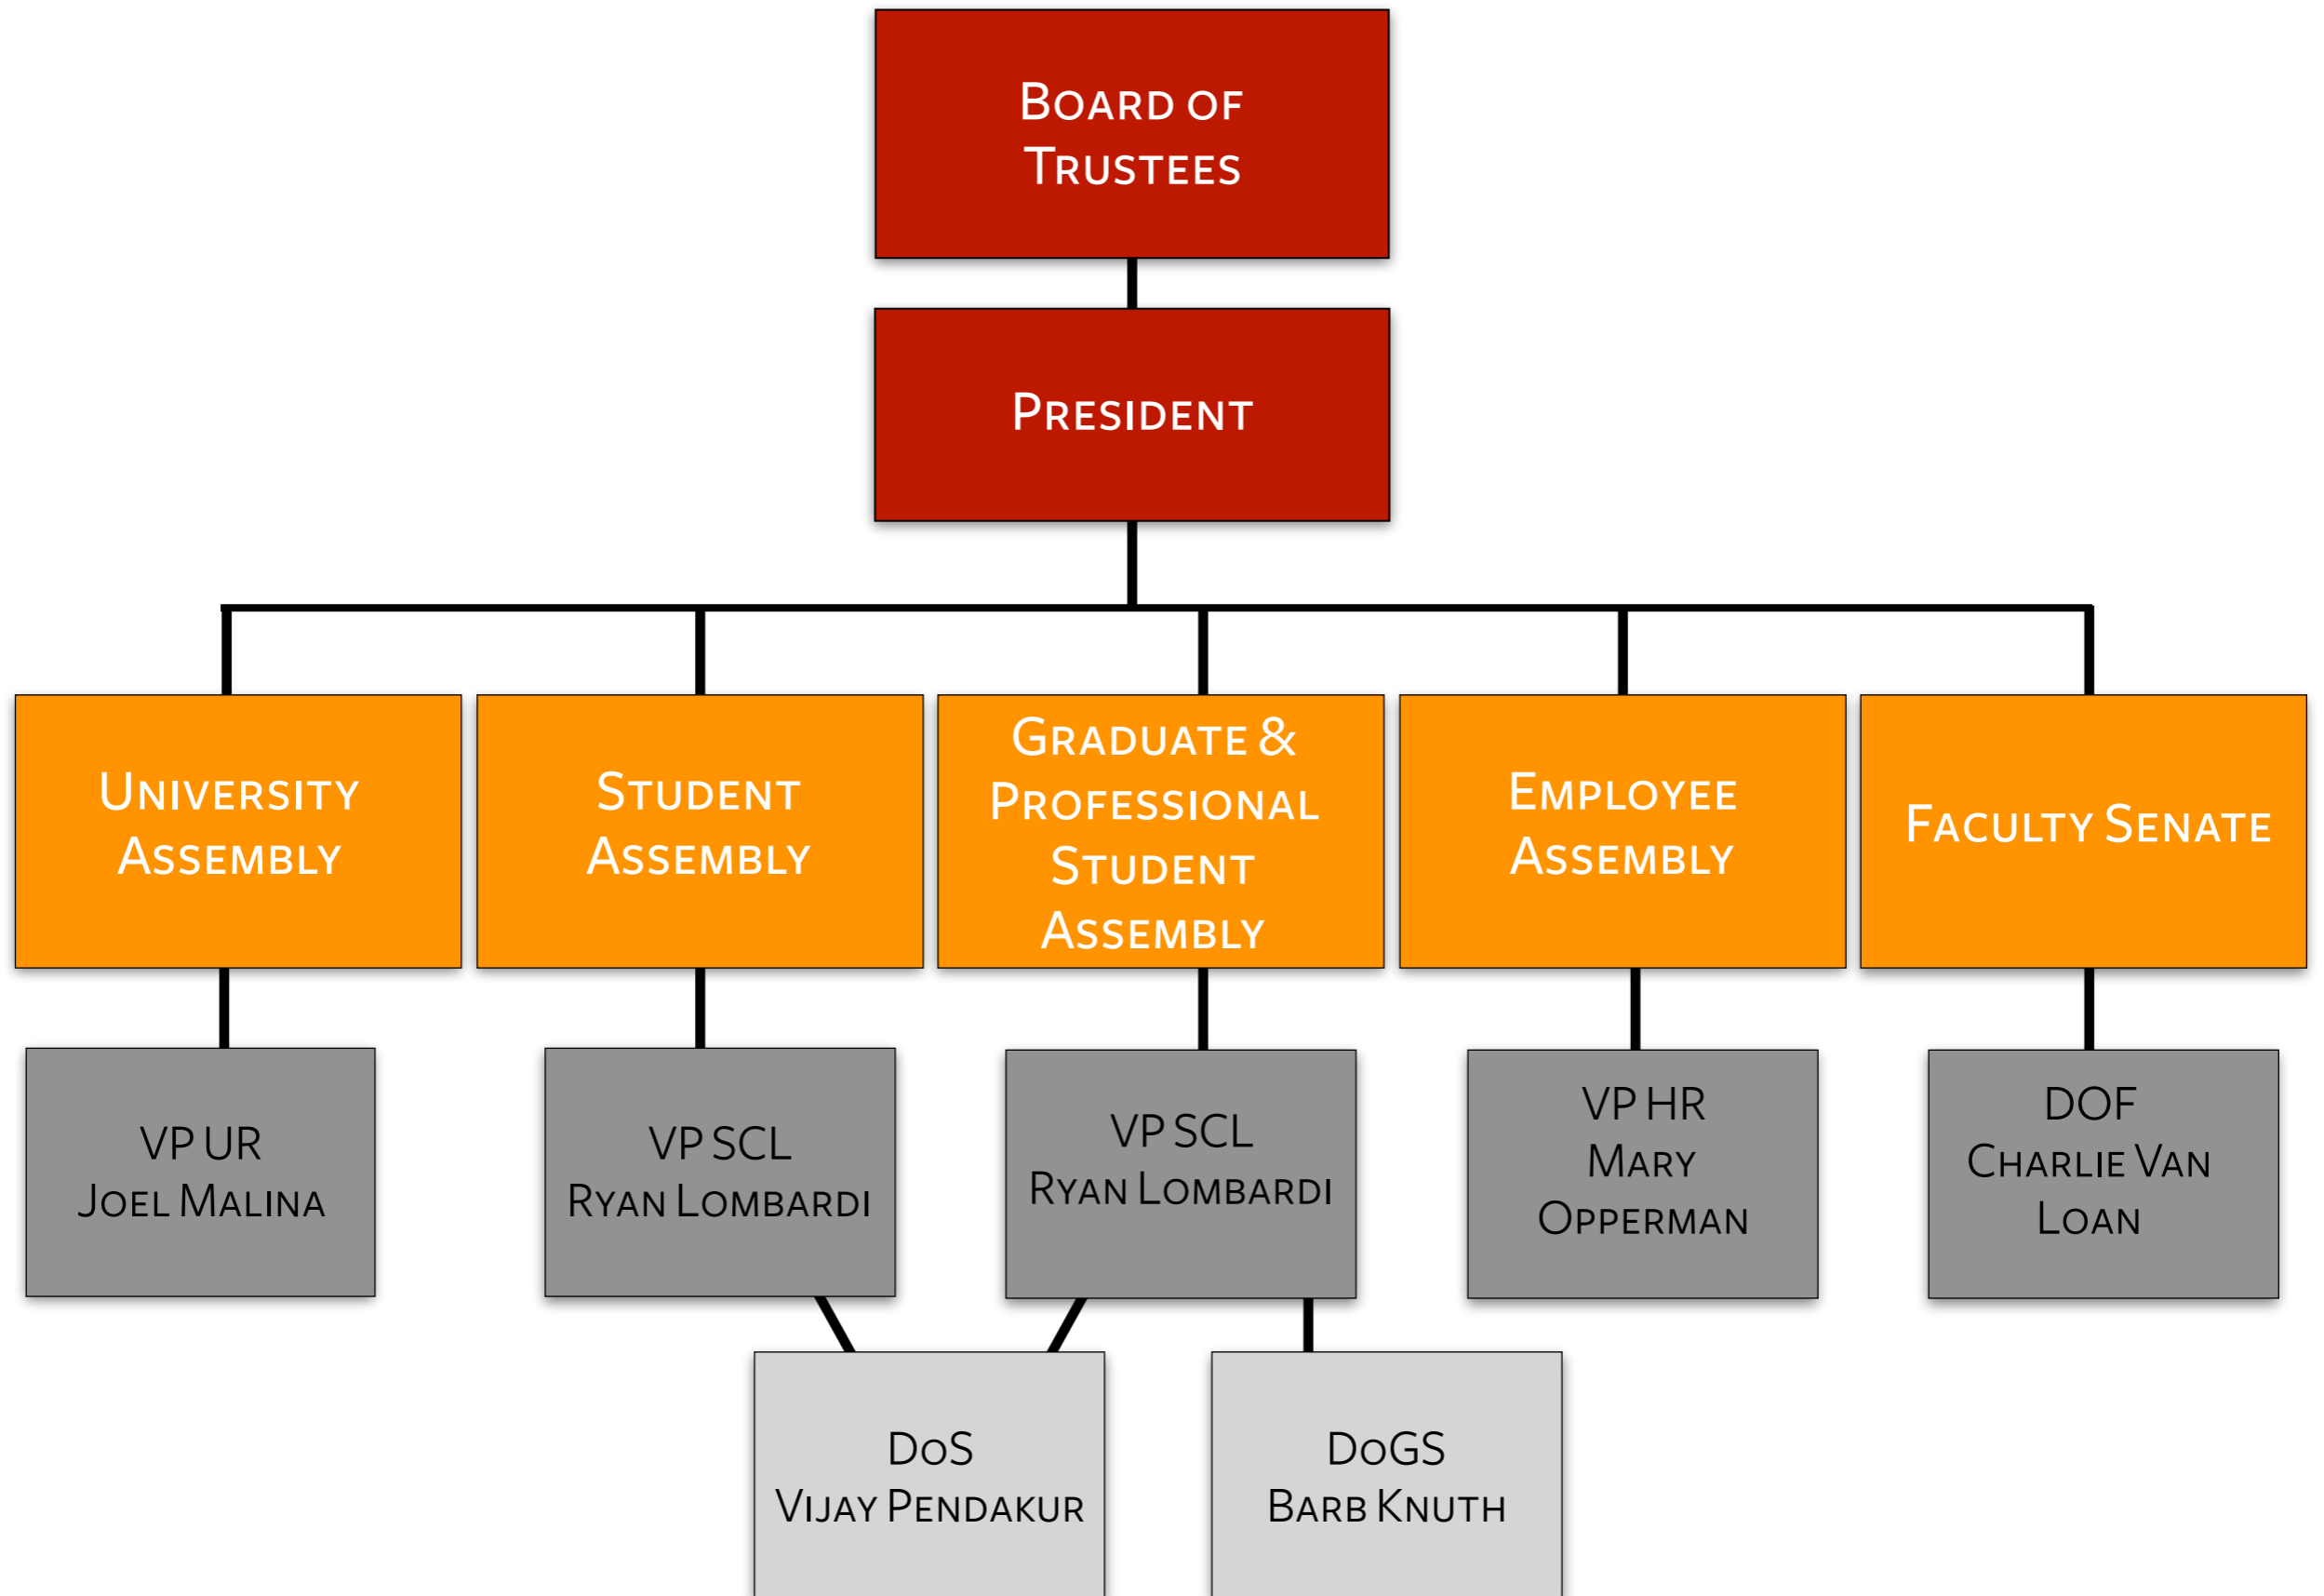 Board of
Trustees
President
University
Assembly
Student
Assembly
Graduate &
Professional
Student
Assembly
Employee
Assembly
Faculty Senate
VP UR
Joel Malina
VP SCL
Ryan Lombardi
VP SCL
Ryan Lombardi
VP HR
Mary
Opperman
DOF
Charlie Van
Loan
DoS
Vijay Pendakur
DoGS
Barb Knuth